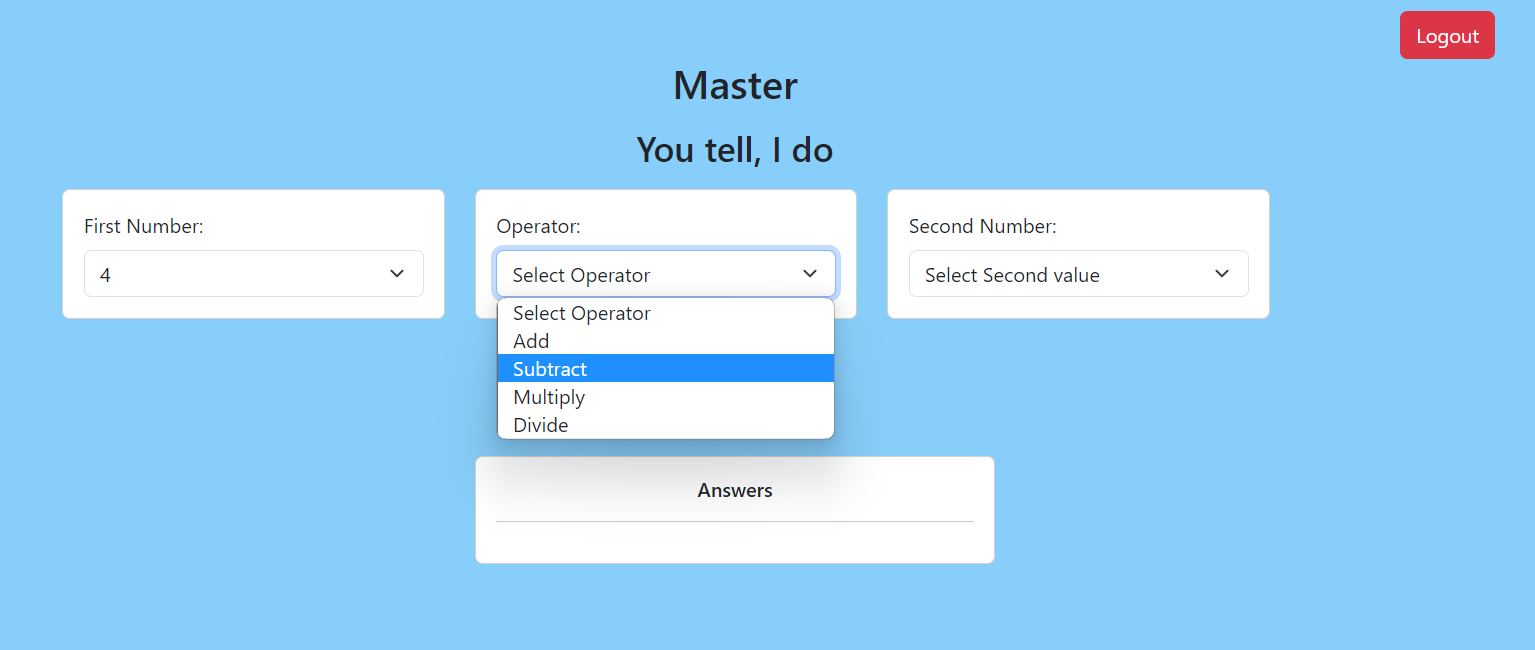 Logout
Master
You tell, I do
First Number:
4
Operator:
Select Operator
Select Operator
Add
Subtract
Multiply
Divide
Second Number:
Select Second value
Answers